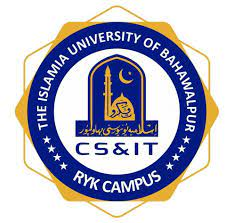 THE ISLAMIA UNIVERSITY OF BAHAWALPUR
اسلامیہ یونیورسٹی بہاولپور
CS&IT
RYK CAMPUS